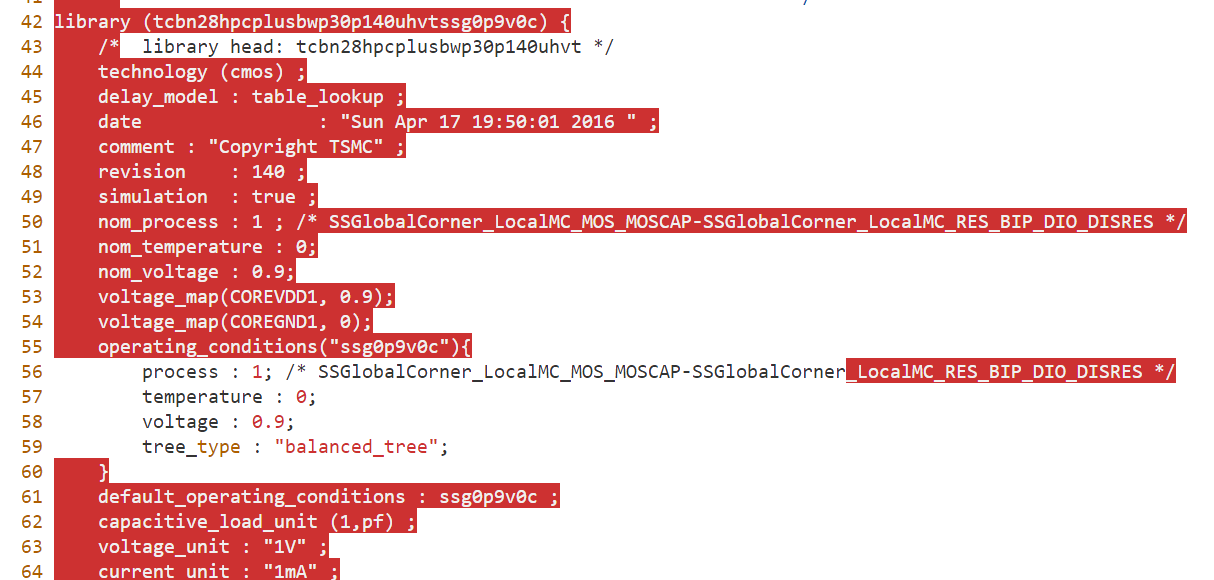 42 library (tcbn28hpcplusbwp30p140uhvtssg0p9v0c) {
43     /*  library head: tcbn28hpcplusbwp30p140uhvt */
44     technology (cmos) ;
45     delay_model : table_lookup ;
46     date                : "Sun Apr 17 19:50:01 2016 " ;
47     comment : "Copyright TSMC" ;
48     revision    : 140 ;
49     simulation  : true ;
50     nom_process : 1 ; /* SSGlobalCorner_LocalMC_MOS_MOSCAP-SSGlobalCorner_LocalMC_RES_BIP_DIO_DISRES */
51     nom_temperature : 0;
52     nom_voltage : 0.9;
53     voltage_map(COREVDD1, 0.9);
54     voltage_map(COREGND1, 0);
55     operating_conditions("ssg0p9v0c"){
56         process : 1; /* SSGlobalCorner_LocalMC_MOS_MOSCAP-SSGlobalCorner_LocalMC_RES_BIP_DIO_DISRES */
57         temperature : 0;
58         voltage : 0.9;
59         tree_type : "balanced_tree";
60     }
61     default_operating_conditions : ssg0p9v0c ;
62     capacitive_load_unit (1,pf) ;
63     voltage_unit : "1V" ;
64     current_unit : "1mA" ;